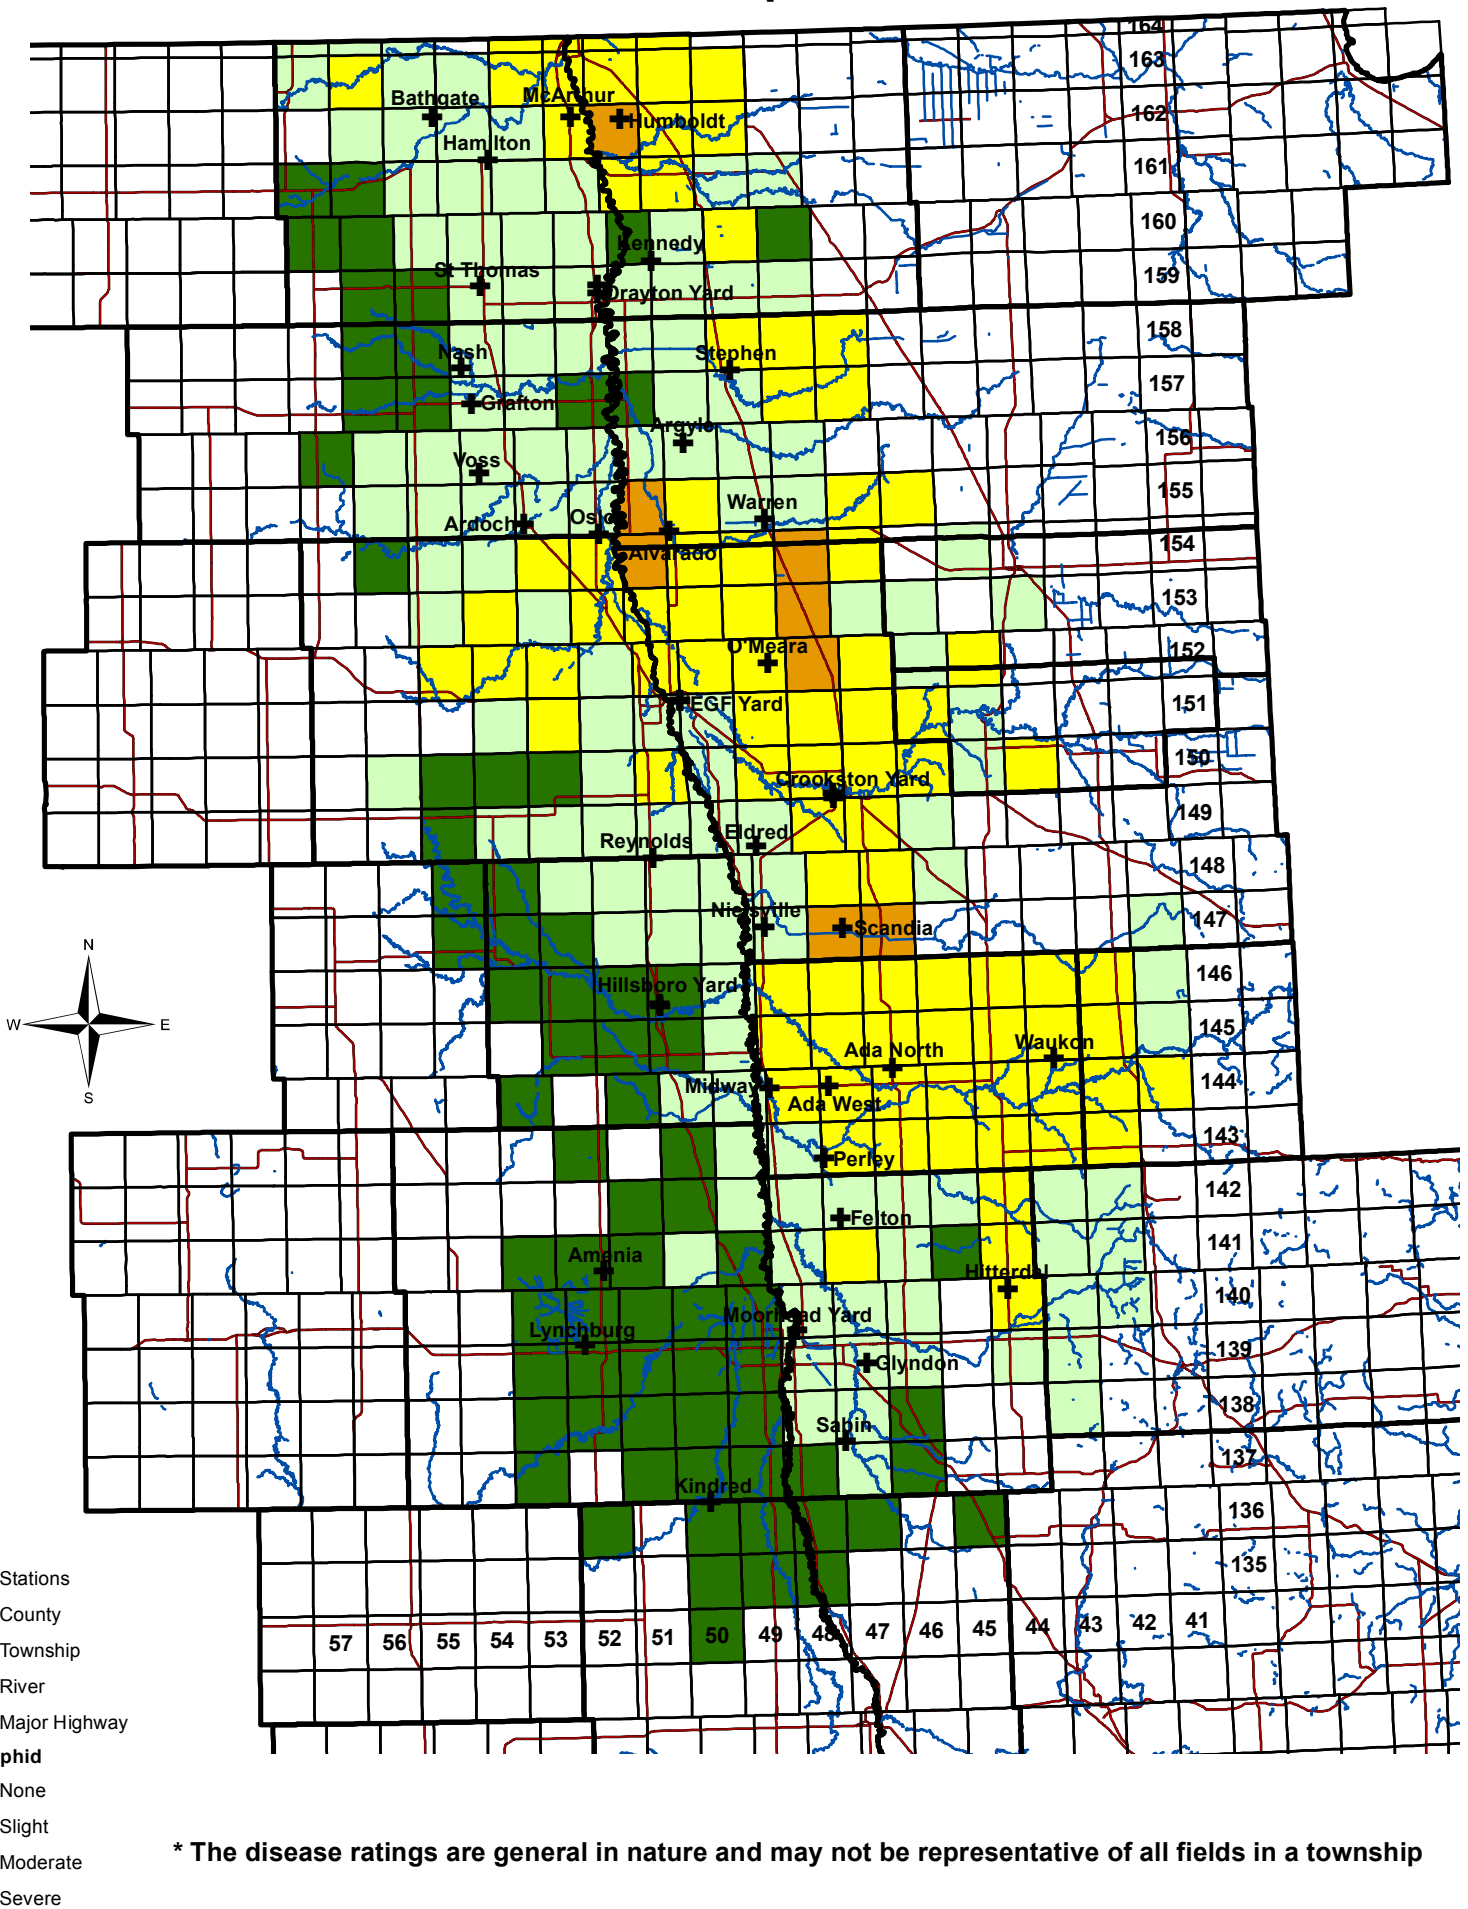 164
163
Bathgate
McArthur
162
Humboldt
Hamilton
161
160
Kennedy
159
St Thomas
Drayton Yard
158
Nash
Stephen
157
Grafton
Argyle
156
Voss
155
Warren
Ardoch
Oslo
154
Alvarado
153
O'Meara
152
EGF Yard
151
150
Crookston Yard
149
Eldred
Reynolds
148
Nielsville
147
Scandia
N
146
Hillsboro Yard
W
E
145
Waukon
Ada North
144
Midway
S
Ada West
143
Perley
142
Felton
141
Amenia
Hitterdal
140
Moorhead Yard
Lynchburg
139
Glyndon
138
Sabin
137
Kindred
136
135
Stations
County
57 56 55 54 53 52 51 50 49 48 47 46 45 44 43 42 41
Township
River
Major Highway
phid
None
Slight
* The disease ratings are general in nature and may not be representative of all fields in a township
Moderate
Severe